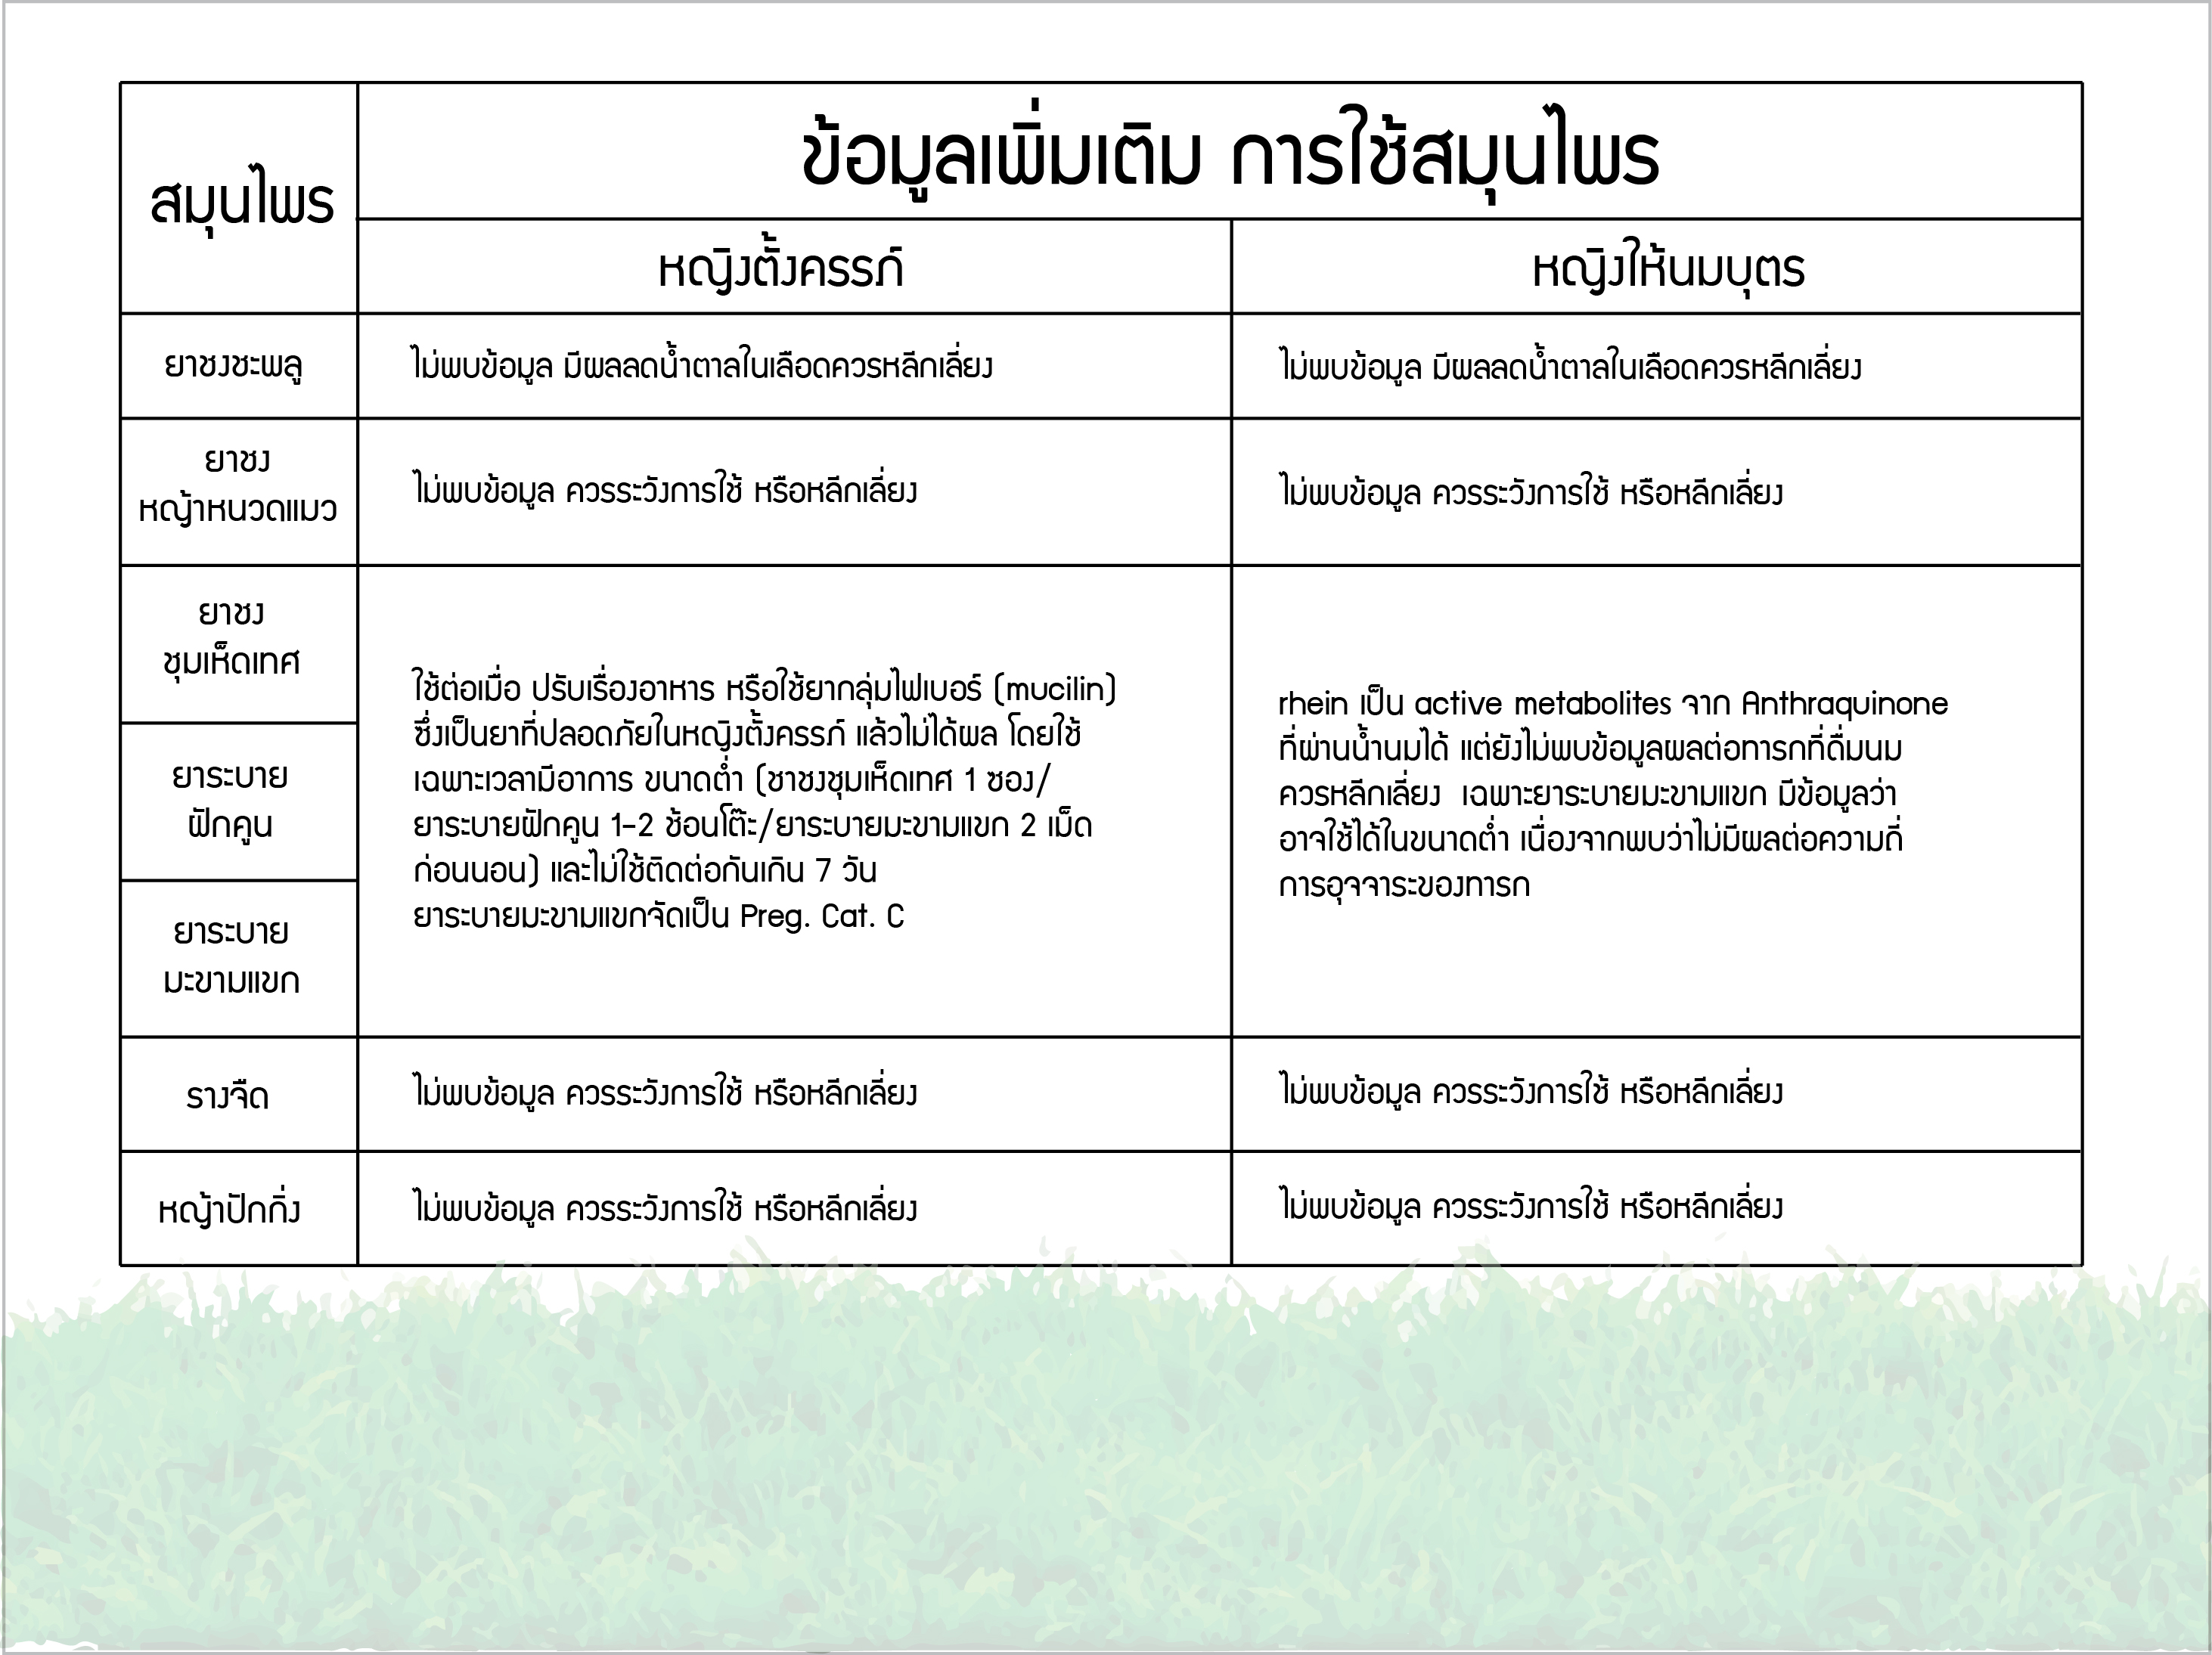 สมุนไพร
ข้อมูลเพิ่มเติม การใช้สมุนไพร
หญิงตั้งครรภ์
หญิงให้นมบุตร
ยาชงชะพลู
ไม่พบข้อมูล มีผลลดน้ำตาลในเลือดควรหลีกเลี่ยง
ไม่พบข้อมูล มีผลลดน้ำตาลในเลือดควรหลีกเลี่ยง
ยาชง
หญ้าหนวดแมว
ไม่พบข้อมูล ควรระวังการใช้ หรือหลีกเลี่ยง
ไม่พบข้อมูล ควรระวังการใช้ หรือหลีกเลี่ยง
ยาชง
ชุมเห็ดเทศ
ยาระบาย
ฝักคูน
ยาระบาย
มะขามแขก
ใช้ต่อเมื่อ ปรับเรื่องอาหาร หรือใช้ยากลุ่มไฟเบอร์ (mucilin)
ซึ่งเป็นยาที่ปลอดภัยในหญิงตั้งครรภ์ แล้วไม่ได้ผล โดยใช้
เฉพาะเวลามีอาการ ขนาดต่ำ (ชาชงชุมเห็ดเทศ 1 ซอง/
ยาระบายฝักคูน 1-2 ช้อนโต๊ะ/ยาระบายมะขามแขก 2 เม็ด
ก่อนนอน) และไม่ใช้ติดต่อกันเกิน 7 วัน
ยาระบายมะขามแขกจัดเป็น Preg. Cat. C
rhein เป็น active metabolites จาก Anthraquinone
ที่ผ่านน้ำนมได้ แต่ยังไม่พบข้อมูลผลต่อทารกที่ดื่มนม
ควรหลีกเลี่ยง เฉพาะยาระบายมะขามแขก มีข้อมูลว่า
อาจใช้ได้ในขนาดต่ำ เนื่องจากพบว่าไม่มีผลต่อความถี่
การอุจจาระของทารก
รางจืด
ไม่พบข้อมูล ควรระวังการใช้ หรือหลีกเลี่ยง
ไม่พบข้อมูล ควรระวังการใช้ หรือหลีกเลี่ยง
หญ้าปักกิ่ง
ไม่พบข้อมูล ควรระวังการใช้ หรือหลีกเลี่ยง
ไม่พบข้อมูล ควรระวังการใช้ หรือหลีกเลี่ยง